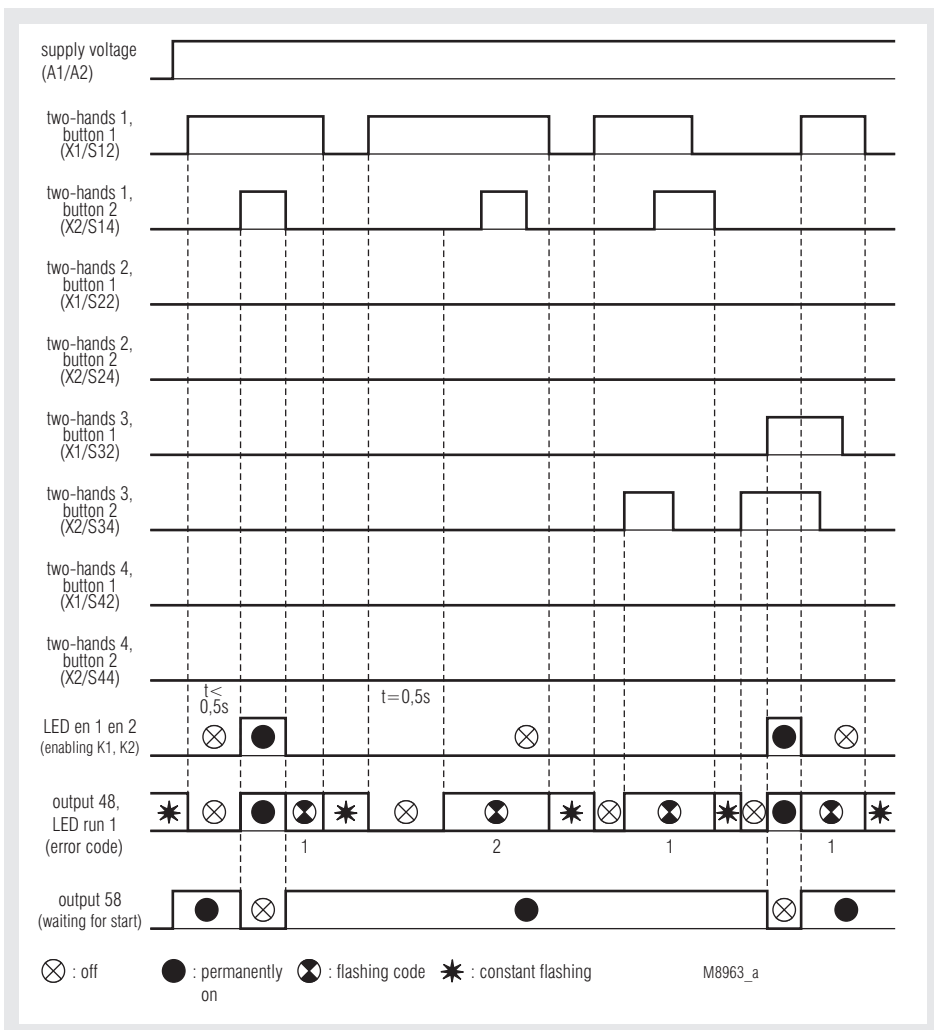 supply voltage
(A1/A2)
two-hands 1,
button 1
(X1/S12)
two-hands 1,
button 2
(X2/S14)
two-hands 2,
button 1
(X1/S22)
two-hands 2,
button 2
(X2/S24)
two-hands 3,
button 1
(X1/S32)
two-hands 3,
button 2
(X2/S34)
two-hands 4,
button 1
(X1/S42)
two-hands 4,
button 2
(X2/S44)
t<
0,5s
t=0,5s
LED en 1 en 2
(enabling K1, K2)
output 48,
LED run 1
(error code)
1 2 1 1
output 58
(waiting for start)
: off : permanently : flashing code : constant flashing M8963_a
on